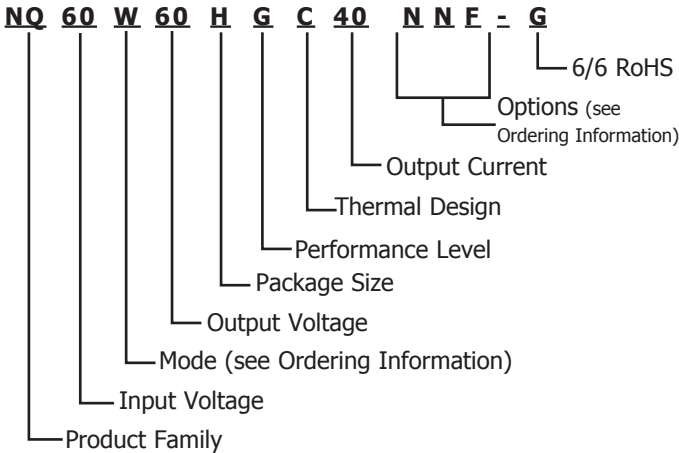 NQ 60 W 60 H G C 40 N N F - G
6/6 RoHS
Options (see
Ordering Information)
Output Current
Thermal Design
Performance Level
Package Size
Output Voltage
Mode (see Ordering Information)
Input Voltage
Product Family